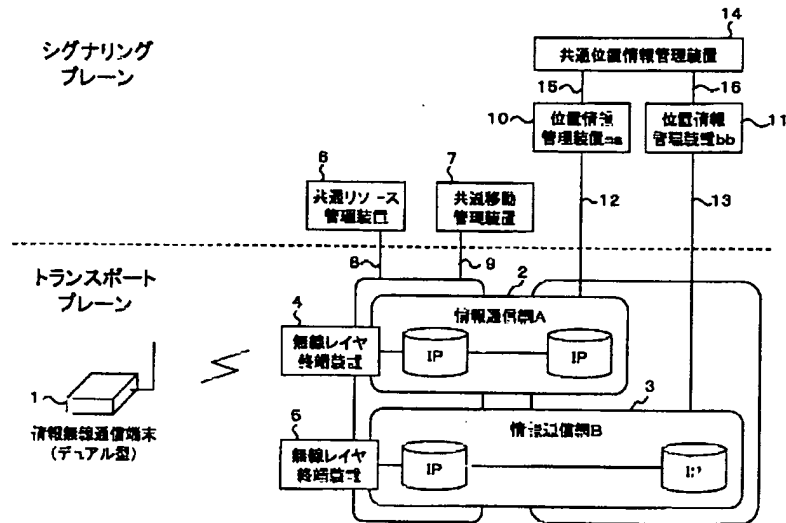 14
シグナリング
プレーン
共通位置情報管理装置
15
16
10
位置情報
管理装置aa
11
位置情報
管理装置bb
6
共通リソース
管理装置
7
共通移動
管理装置
12
13
8
9
トランスポート
プレーン
2
情報通信網A
4
無線レイヤ
終端装置
IP
IP
1
情報無線通信端末
(デュアル型)
3
情報通信網B
5
無線レイヤ
終端装置
IP